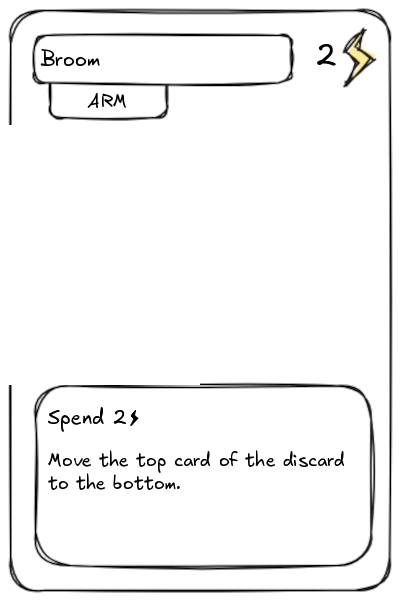 Broom 2⚡
ARM
Spend 2⚡
Move the top card of the discard
to the bottom.